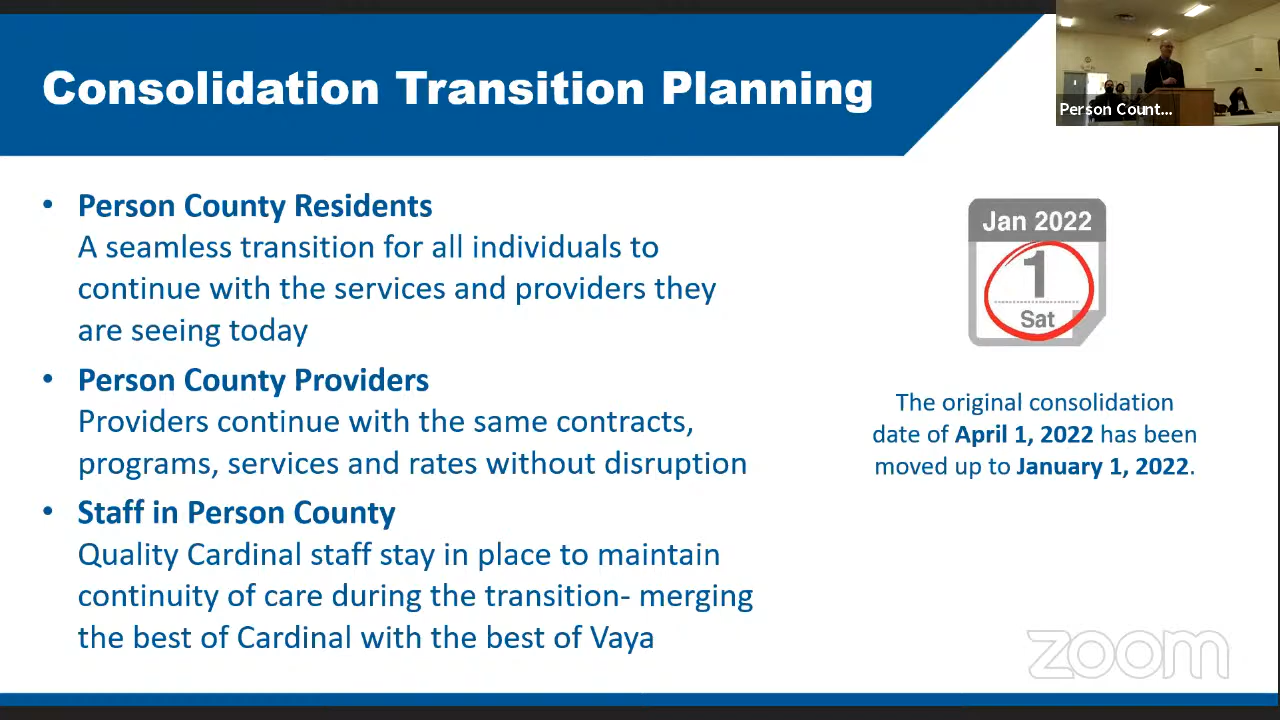 Consolidation Transition Planning
Person Count...
• Person County Residents
A seamless transition for all individuals to
continue with the services and providers they
are seeing today
• Person County Providers
Providers continue with the same contracts,
programs, services and rates without disruption
• Staff in Person County
Quality Cardinal staff stay in place to maintain
continuity of care during the transition- merging
the best of Cardinal with the best of Vaya
Jan 2022
1
Sat
The original consolidation
date of April 1, 2022 has been
moved up to January 1, 2022.
zoom